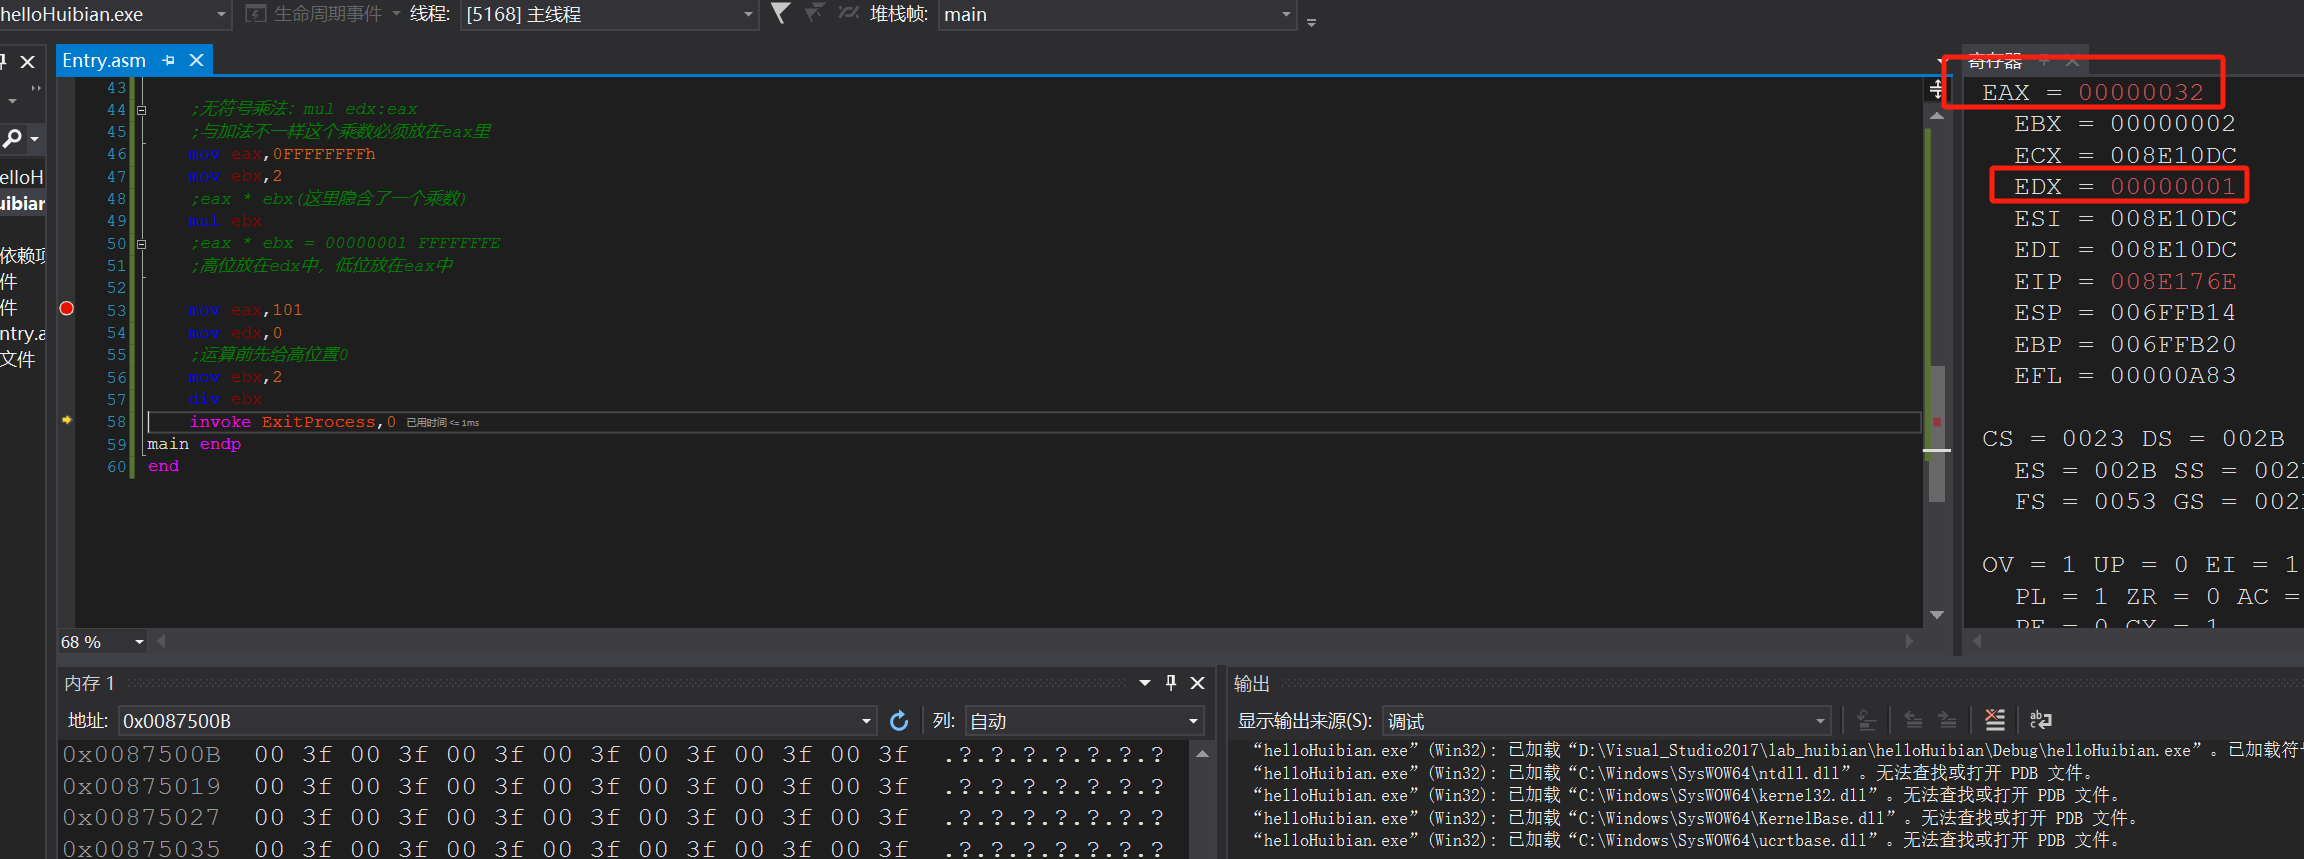 helloHuibian.exe 生命周期事件 线程: [5168] 主线程 堆栈帧: main
Entry.asm
寄存器
43
44 ;无符号乘法: mul edx:eax
45 ;与加法不一样这个乘数必须放在eax里
46 mov eax,0FFFFFFFFh
47 mov ebx,2
48 ;eax * ebx(这里隐含了一个乘数)
49 mul ebx
50 ;eax * ebx = 00000001 FFFFFFFE
51 ;高位放在edx中, 低位放在eax中
52
53 mov eax,101
54 mov edx,0
55 ;运算前先给高位置0
56 mov ebx,2
57 div ebx
58 invoke ExitProcess,0 已用时间 <= 1ms
59 main endp
60 end
68 %
elloH
uibiar
依赖项
件
件
ntry.a
文件
EAX = 00000032
EBX = 00000002
ECX = 008E10DC
EDX = 00000001
ESI = 008E10DC
EDI = 008E10DC
EIP = 008E176E
ESP = 006FFB14
EBP = 006FFB20
EFL = 00000A83
CS = 0023 DS = 002B
ES = 002B SS = 002
FS = 0053 GS = 002
OV = 1 UP = 0 EI = 1
PL = 1 ZR = 0 AC =
PE = 0 CY = 1
内存 1
地址: 0x0087500B 列: 自动
0x0087500B 00 3f 00 3f 00 3f 00 3f 00 3f 00 3f 00 3f .?.?.?.?.?.?.?
0x00875019 00 3f 00 3f 00 3f 00 3f 00 3f 00 3f 00 3f .?.?.?.?.?.?.?
0x00875027 00 3f 00 3f 00 3f 00 3f 00 3f 00 3f 00 3f .?.?.?.?.?.?.?
0x00875035 00 3f 00 3f 00 3f 00 3f 00 3f 00 3f 00 3f .?.?.?.?.?.?.?
输出
显示输出来源(S): 调试
“helloHuibian.exe”(Win32): 已加载“D:\Visual_Studio2017\lab_huibian\helloHuibian\Debug\helloHuibian.exe”。已加载符
“helloHuibian.exe”(Win32): 已加载“C:\Windows\SysWOW64\ntdll.dll”。无法查找或打开 PDB 文件。
“helloHuibian.exe”(Win32): 已加载“C:\Windows\SysWOW64\kernel32.dll”。无法查找或打开 PDB 文件。
“helloHuibian.exe”(Win32): 已加载“C:\Windows\SysWOW64\KernelBase.dll”。无法查找或打开 PDB 文件。
“helloHuibian.exe”(Win32): 已加载“C:\Windows\SysWOW64\ucrtbase.dll”。无法查找或打开 PDB 文件。